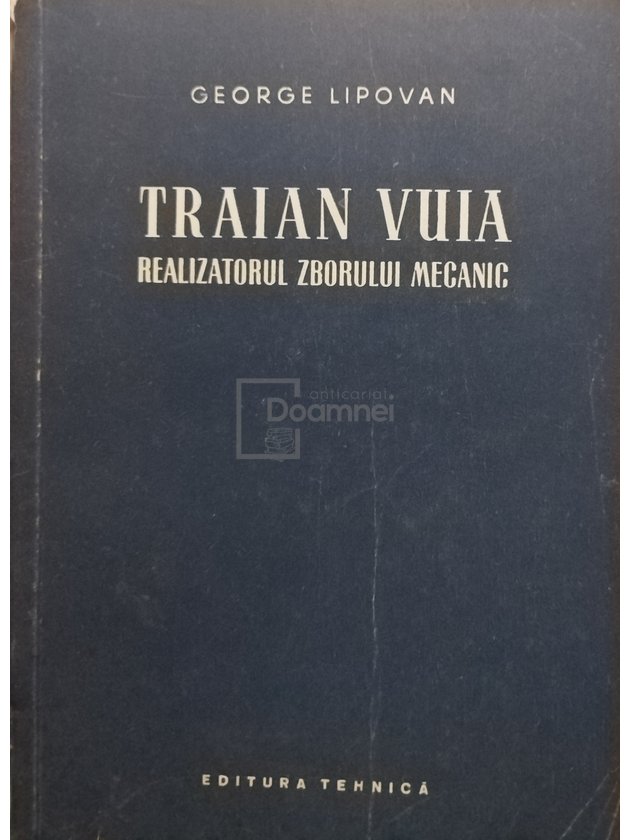 GEORGE LIPOVAN
TRAIAN VUIA
REALIZATORUL ZBORULUI MECANIC
anticariat
Doamnei
EDITURA TEHNICĂ